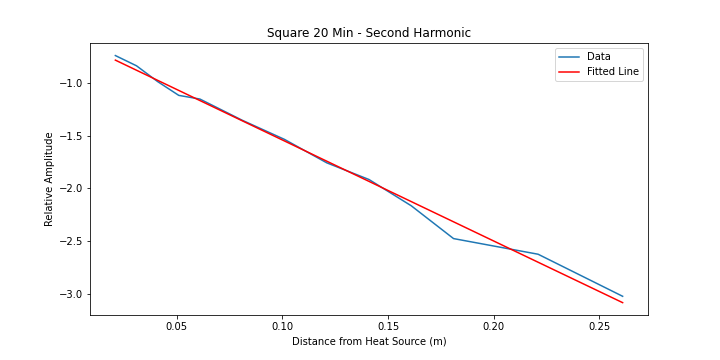 Square 20 Min - Second Harmonic
Data
Fitted Line
Relative Amplitude
−1.0
−1.5
−2.0
−2.5
−3.0
0.05 0.10 0.15 0.20 0.25
Distance from Heat Source (m)